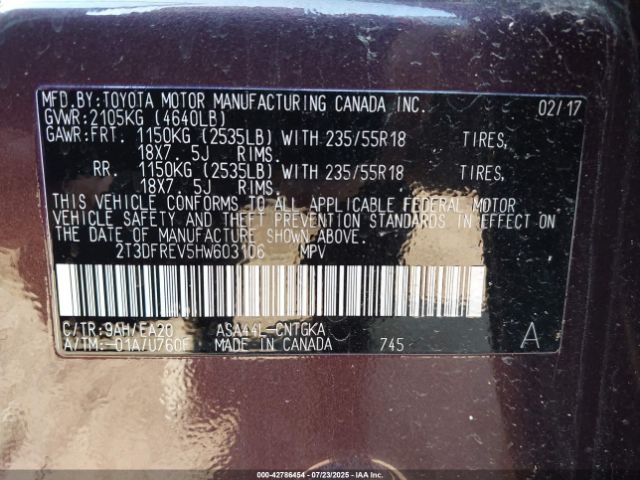 MFD.BY:TOYOTA MOTOR MANUFACTURING CANADA INC. 02/17
GVWR:2105KG (4640LB)
GAWR:FRT. 1150KG (2535LB) WITH 235/55R18 TIRES,
18X7. 5J RIMS.
RR. 1150KG (2535LB) WITH 235/55R18 TIRES,
18X7. 5J RIMS.
THIS VEHICLE CONFORMS TO ALL APPLICABLE FEDERAL MOTOR
VEHICLE SAFETY AND THEFT PREVENTION STANDARDS IN EFFECT ON
THE DATE OF MANUFACTURE SHOWN ABOVE.
2T3DFREV5HW603106 MPV
C/TR:9AH/EA20 ASA44L-CNTGKA A
A/TM:-01A/U760F MADE IN CANADA 745
000-42786454 - 07/23/2025 - IAAI.COM